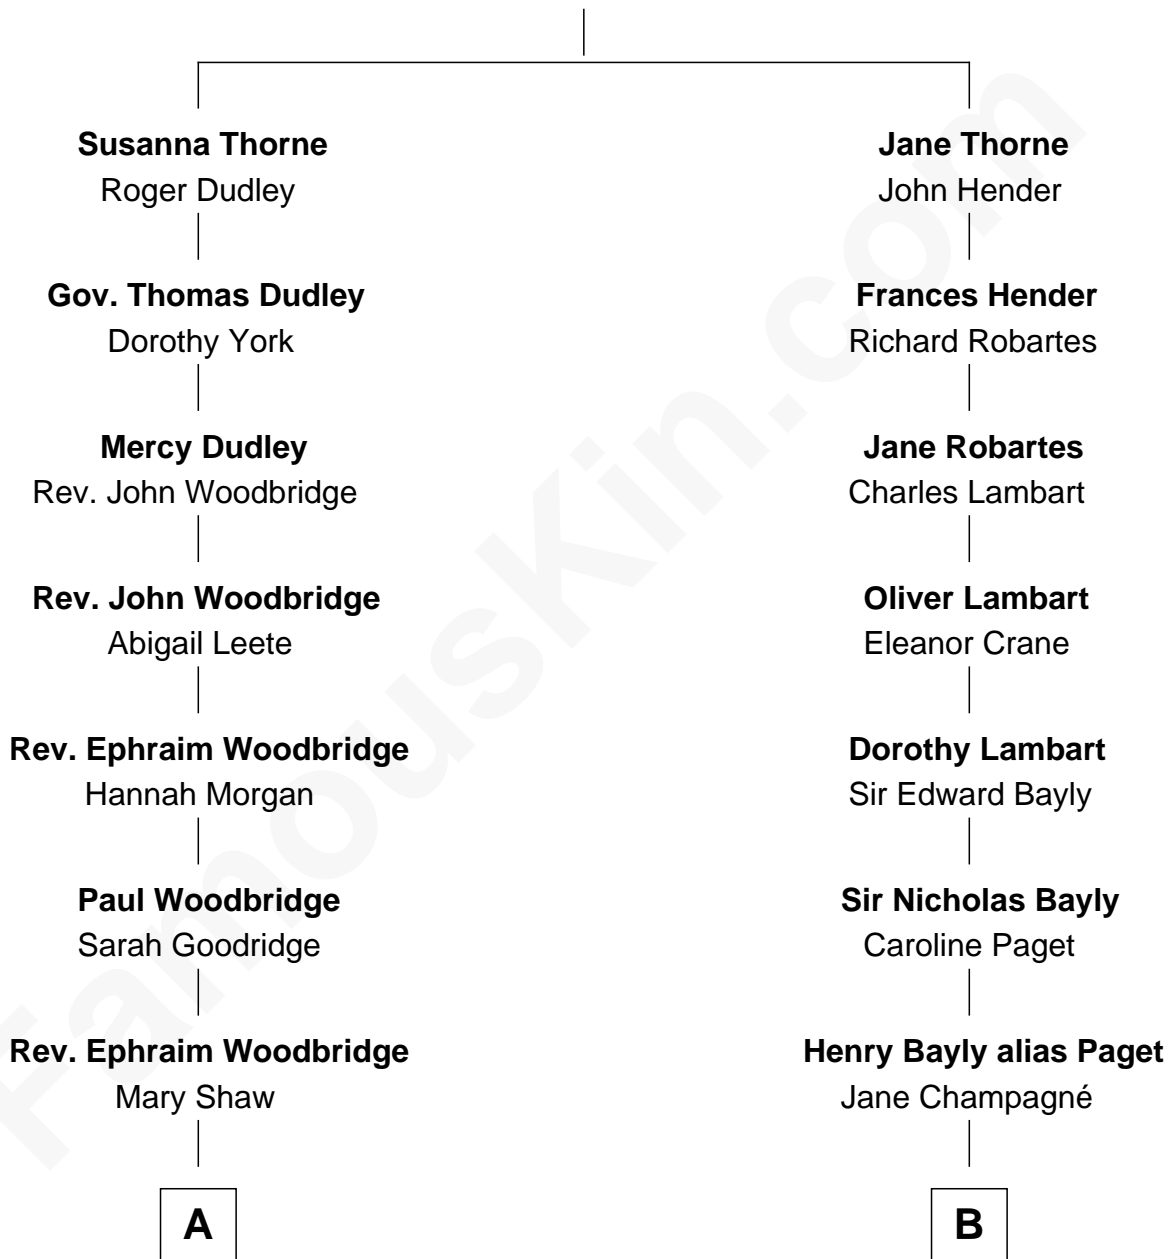 Susanna Thorne
Roger Dudley
Jane Thorne
John Hender
Gov. Thomas Dudley
Dorothy York
Frances Hender
Richard Robartes
Mercy Dudley
Rev. John Woodbridge
Jane Robartes
Charles Lambart
Rev. John Woodbridge
Abigail Leete
Oliver Lambart
Eleanor Crane
Rev. Ephraim Woodbridge
Hannah Morgan
Dorothy Lambart
Sir Edward Bayly
Paul Woodbridge
Sarah Goodridge
Sir Nicholas Bayly
Caroline Paget
Rev. Ephraim Woodbridge
Mary Shaw
Henry Bayly alias Paget
Jane Champagné
A
B
FamousKin.com